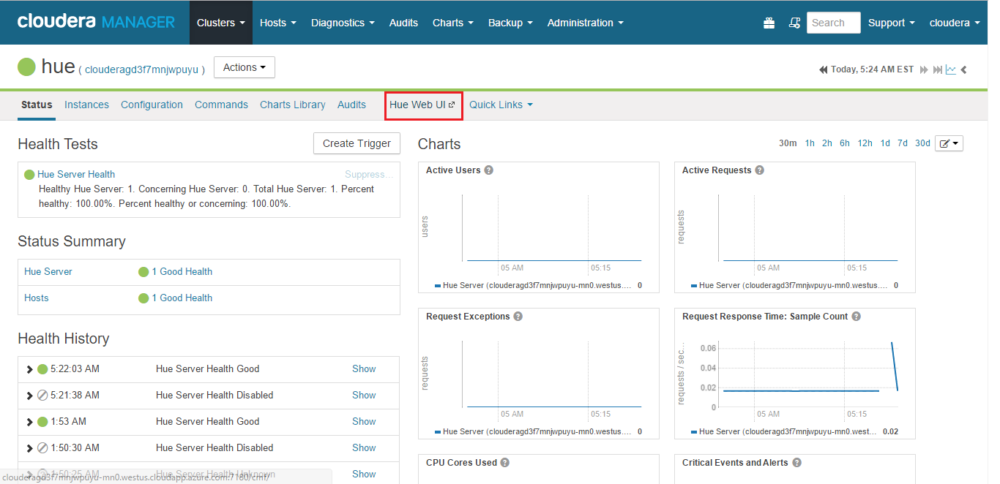 cloudera MANAGER Clusters Hosts Diagnostics Audits Charts Backup Administration Search Support cloudera
hue ( clouderagd3f7mnjwpuyu ) Actions Today, 5:24 AM EST
Status Instances Configuration Commands Charts Library Audits Hue Web UI Quick Links
Health Tests Create Trigger
Hue Server Health Suppress...
Healthy Hue Server: 1. Concerning Hue Server: 0. Total Hue Server: 1. Percent
healthy: 100.00%. Percent healthy or concerning: 100.00%.
Status Summary
Hue Server 1 Good Health
Hosts 1 Good Health
Health History
5:22:03 AM Hue Server Health Good Show
5:21:38 AM Hue Server Health Disabled Show
1:53 AM Hue Server Health Good Show
1:50:30 AM Hue Server Health Disabled Show
1:50:25 AM Hue Server Health Unknown Show
clouderagd3f7mnjwpuyu-mn0.westus.cloudapp.azure.com:7180/cmf/
Charts 30m 1h 2h 6h 12h 1d 7d 30d
Active Users ?
users
05 AM 05:15
Hue Server (clouderagd3f7mnjwpuyu-mn0.westus.... 0
Active Requests ?
requests
05 AM 05:15
Hue Server (clouderagd3f7mnjwpuyu-mn0.westus.... 0
Request Exceptions ?
requests
05 AM 05:15
Hue Server (clouderagd3f7mnjwpuyu-mn0.westus.... 0
Request Response Time: Sample Count ?
requests / sec...
0.06
0.04
0.02
0
05 AM 05:15
Hue Server (clouderagd3f7mnjwpuyu-mn0.west... 0.02
CPU Cores Used ?
Critical Events and Alerts ?